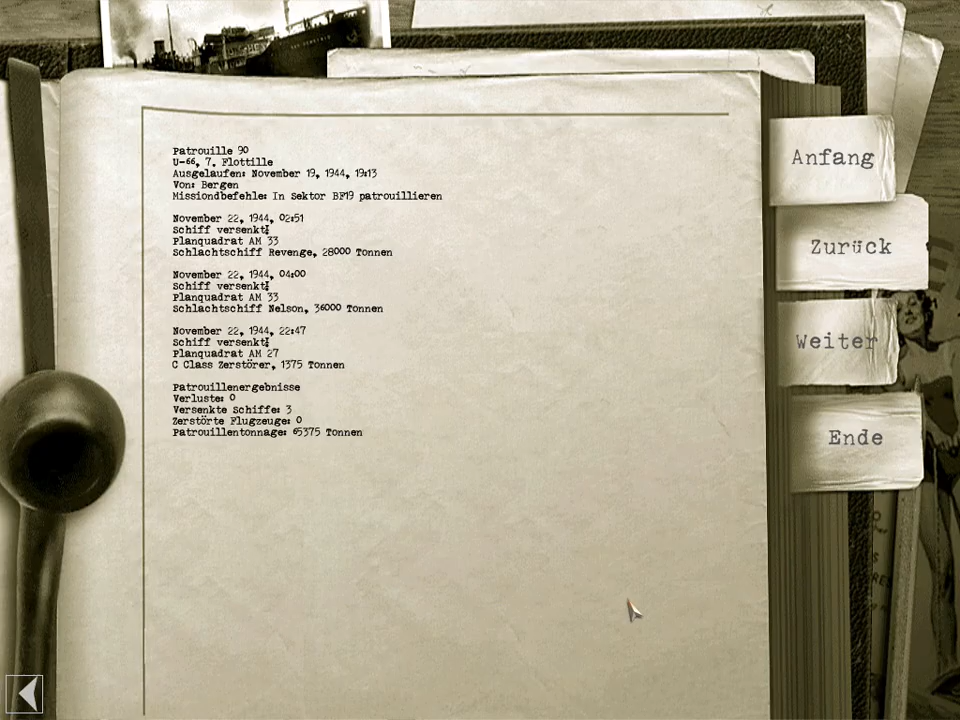 Patrouille 90
U-66, 7. Flottille
Ausgelaufen: November 19, 1944, 19:13
Von: Bergen
Missiondbefehle: In Sektor BF19 patrouillieren
November 22, 1944, 02:51
Schiff versenkt!
Planquadrat AM 33
Schlachtschiff Revenge, 28000 Tonnen
November 22, 1944, 04:00
Schiff versenkt!
Planquadrat AM 33
Schlachtschiff Nelson, 36000 Tonnen
November 22, 1944, 22:47
Schiff versenkt!
Planquadrat AM 27
C Class Zerstörer, 1375 Tonnen
Patrouillenergebnisse
Verluste: 0
Versenkte Schiffe: 3
Zerstörte Flugzeuge: 0
Patrouillentonnage: 65375 Tonnen
Anfang
Zurück
Weiter
Ende